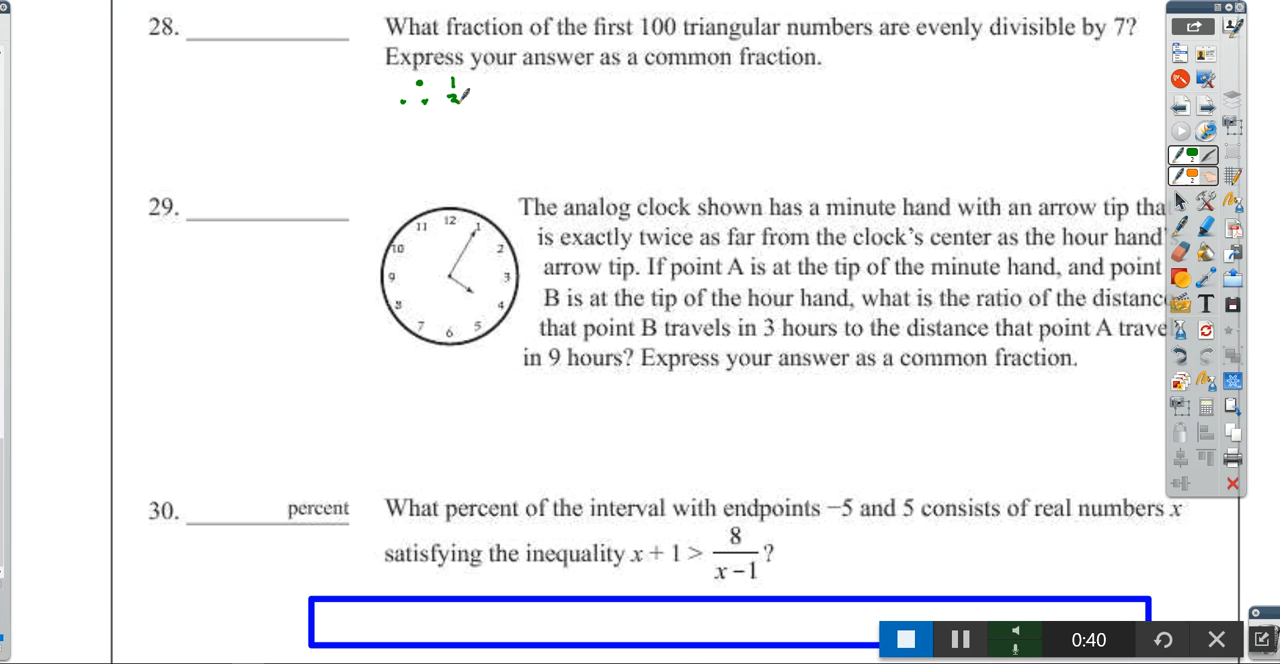 28. What fraction of the first 100 triangular numbers are evenly divisible by 7?
Express your answer as a common fraction.
1
2
29. The analog clock shown has a minute hand with an arrow tip tha
is exactly twice as far from the clock's center as the hour hand'
arrow tip. If point A is at the tip of the minute hand, and point
B is at the tip of the hour hand, what is the ratio of the distanc
that point B travels in 3 hours to the distance that point A trave
in 9 hours? Express your answer as a common fraction.
12
11 1
10 2
9 3
8 4
7 5
6
30. percent What percent of the interval with endpoints −5 and 5 consists of real numbers x
satisfying the inequality x + 1 > 8 / x − 1 ?
0:40